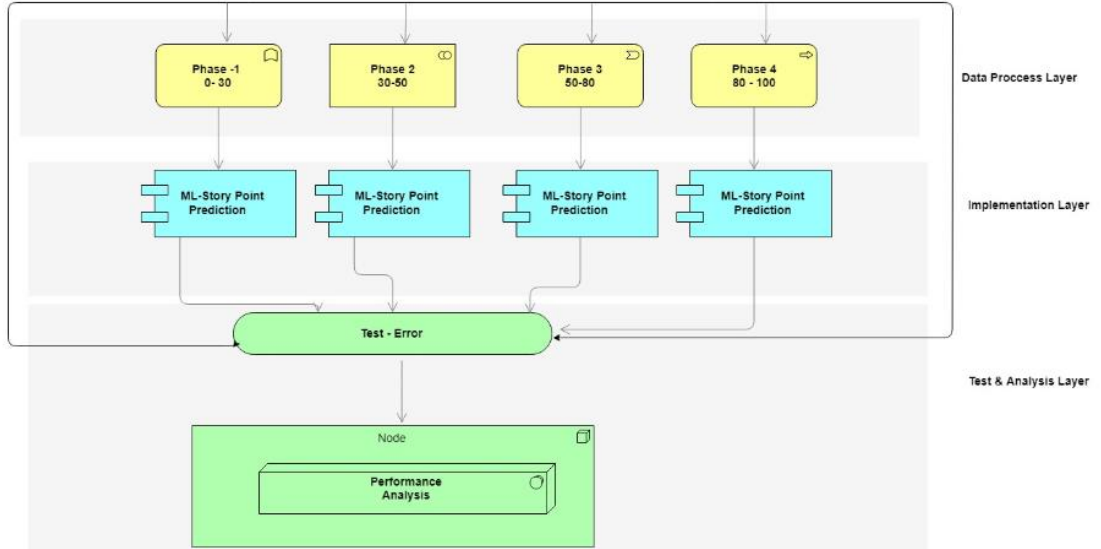 Phase -1
0- 30
Phase 2
30-50
Phase 3
50-80
Phase 4
80 - 100
Data Proccess Layer
ML-Story Point
Prediction
ML-Story Point
Prediction
ML-Story Point
Prediction
ML-Story Point
Prediction
Implementation Layer
Test - Error
Test & Analysis Layer
Node
Performance
Analysis